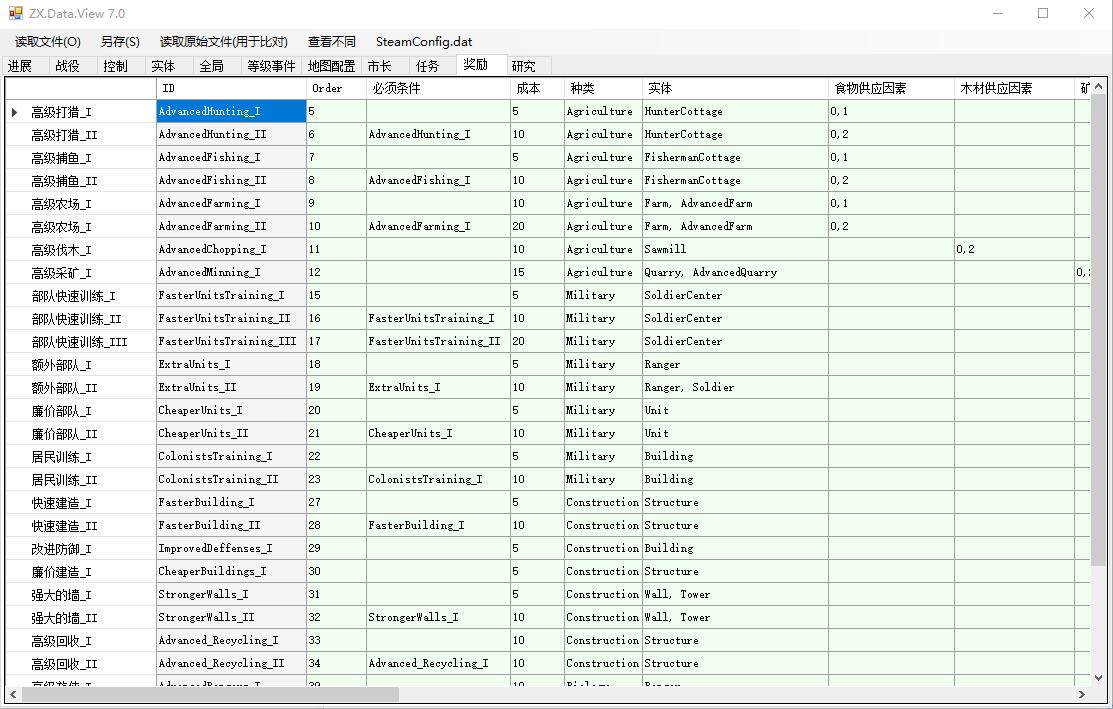 ZX.Data.View 7.0
读取文件(O) 另存(S) 读取原始文件(用于比对) 查看不同 SteamConfig.dat
进展 战役 控制 实体 全局 等级事件 地图配置 市长 任务 奖励 研究
ID Order 必须条件 成本 种类 实体 食物供应因素 木材供应因素
高级打猎_I AdvancedHunting_I 5 5 Agriculture HunterCottage 0,1
高级打猎_II AdvancedHunting_II 6 AdvancedHunting_I 10 Agriculture HunterCottage 0,2
高级捕鱼_I AdvancedFishing_I 7 5 Agriculture FishermanCottage 0,1
高级捕鱼_II AdvancedFishing_II 8 AdvancedFishing_I 10 Agriculture FishermanCottage 0,2
高级农场_I AdvancedFarming_I 9 10 Agriculture Farm, AdvancedFarm 0,1
高级农场_I AdvancedFarming_II 10 AdvancedFarming_I 20 Agriculture Farm, AdvancedFarm 0,2
高级伐木_I AdvancedChopping_I 11 10 Agriculture Sawmill 0,2
高级采矿_I AdvancedMinning_I 12 15 Agriculture Quarry, AdvancedQuarry
部队快速训练_I FasterUnitsTraining_I 15 5 Military SoldierCenter
部队快速训练_II FasterUnitsTraining_II 16 FasterUnitsTraining_I 10 Military SoldierCenter
部队快速训练_III FasterUnitsTraining_III 17 FasterUnitsTraining_II 20 Military SoldierCenter
额外部队_I ExtraUnits_I 18 5 Military Ranger
额外部队_II ExtraUnits_II 19 ExtraUnits_I 10 Military Ranger, Soldier
廉价部队_I CheaperUnits_I 20 5 Military Unit
廉价部队_II CheaperUnits_II 21 CheaperUnits_I 10 Military Unit
居民训练_I ColonistsTraining_I 22 5 Military Building
居民训练_II ColonistsTraining_II 23 ColonistsTraining_I 10 Military Building
快速建造_I FasterBuilding_I 27 5 Construction Structure
快速建造_II FasterBuilding_II 28 FasterBuilding_I 10 Construction Structure
改进防御_I ImprovedDeffenses_I 29 5 Construction Building
廉价建造_I CheaperBuildings_I 30 5 Construction Structure
强大的墙_I StrongerWalls_I 31 5 Construction Wall, Tower
强大的墙_II StrongerWalls_II 32 StrongerWalls_I 10 Construction Wall, Tower
高级回收_I Advanced_Recycling_I 33 10 Construction Structure
高级回收_II Advanced_Recycling_II 34 Advanced_Recycling_I 10 Construction Structure